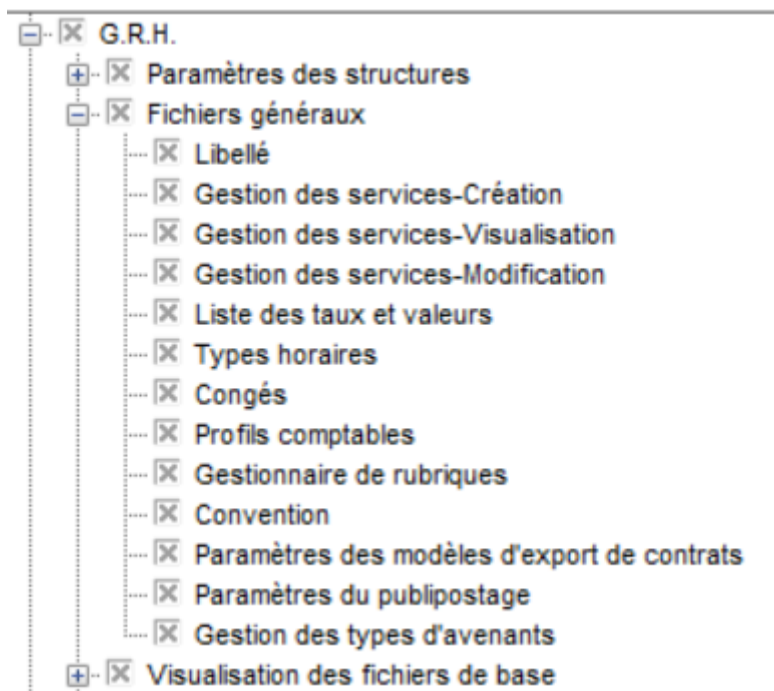 G.R.H.
Paramètres des structures
Fichiers généraux
Libellé
Gestion des services-Création
Gestion des services-Visualisation
Gestion des services-Modification
Liste des taux et valeurs
Types horaires
Congés
Profils comptables
Gestionnaire de rubriques
Convention
Paramètres des modèles d'export de contrats
Paramètres du publipostage
Gestion des types d'avenants
Visualisation des fichiers de base